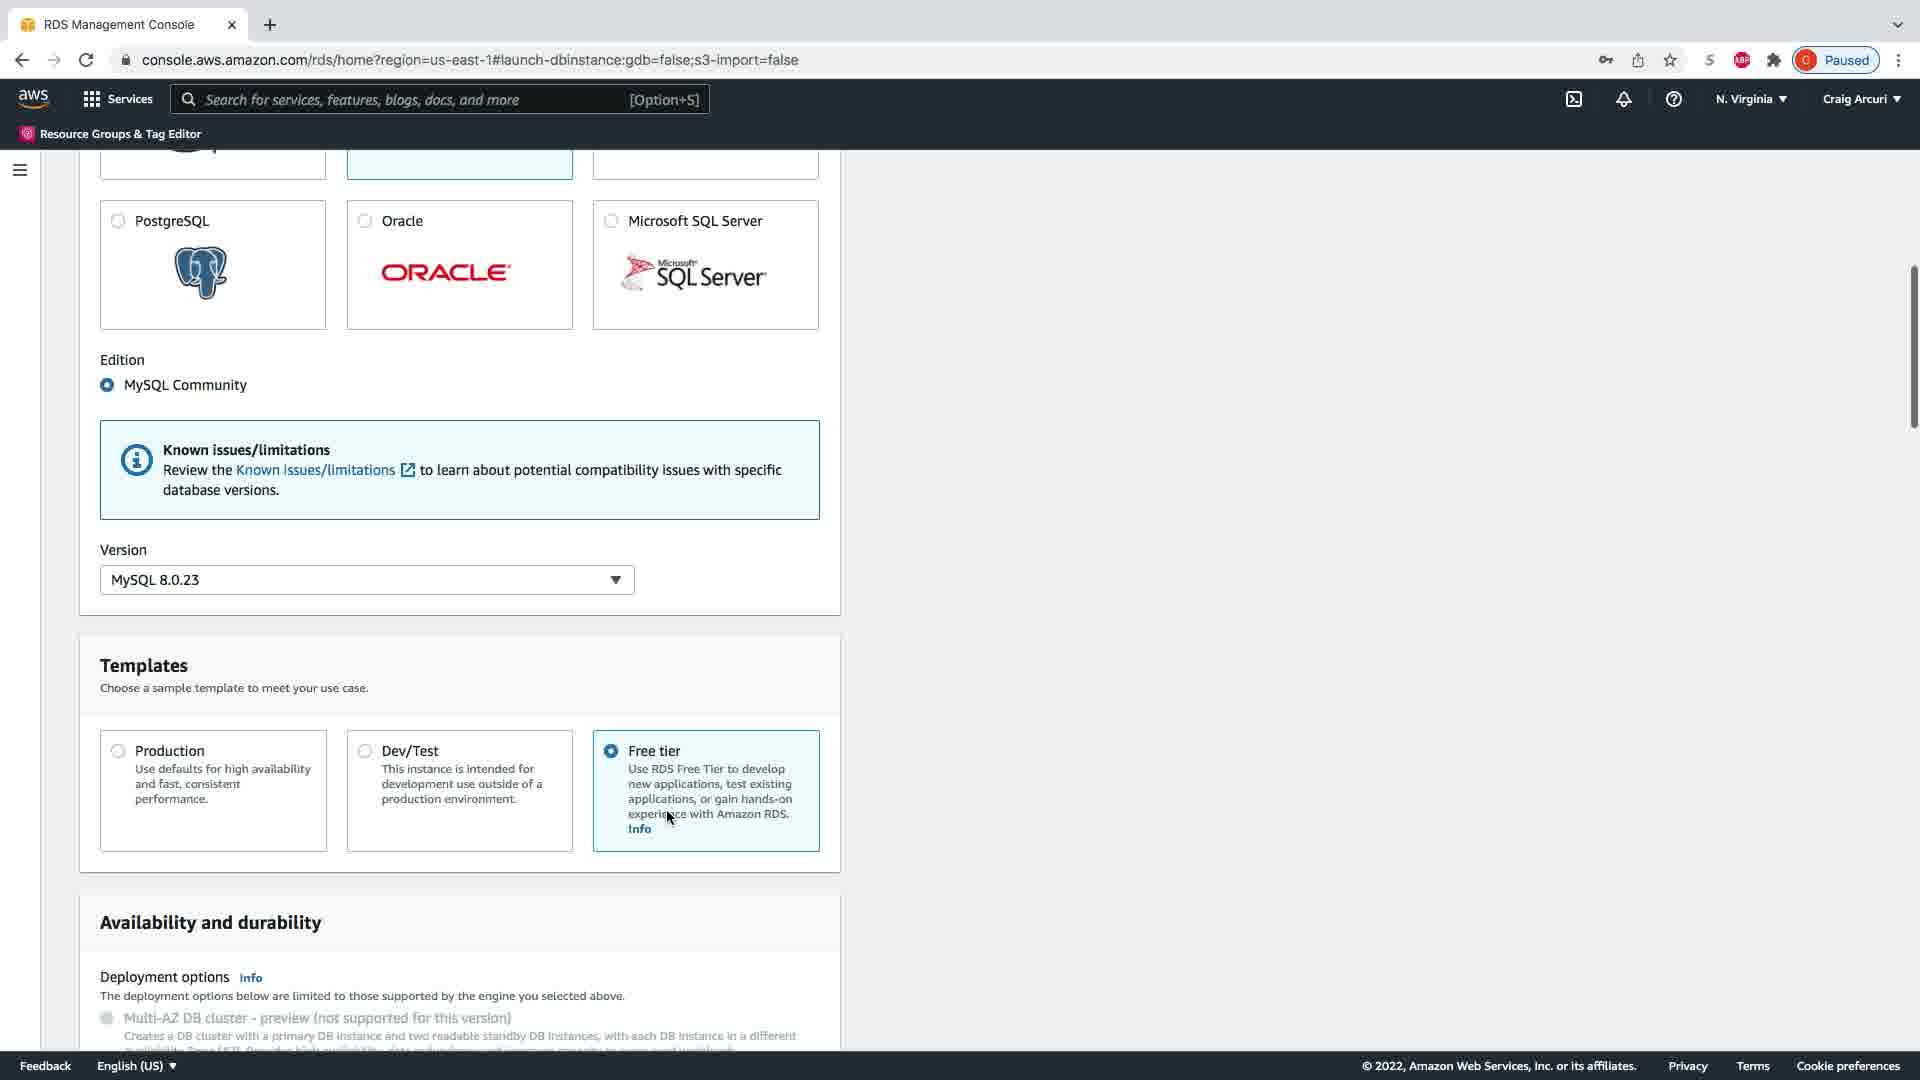 RDS Management Console
console.aws.amazon.com/rds/home?region=us-east-1#launch-dbinstance:gdb=false;s3-import=false
S
ABP
C
Paused
aws
Services
Search for services, features, blogs, docs, and more
[Option+S]
N. Virginia
Craig Arcuri
Resource Groups & Tag Editor
PostgreSQL
Oracle
Microsoft SQL Server
ORACLE
Microsoft
SQL Server
Edition
MySQL Community
Known issues/limitations
Review the Known issues/limitations to learn about potential compatibility issues with specific
database versions.
Version
MySQL 8.0.23
Templates
Choose a sample template to meet your use case.
Production
Use defaults for high availability
and fast, consistent
performance.
Dev/Test
This instance is intended for
development use outside of a
production environment.
Free tier
Use RDS Free Tier to develop
new applications, test existing
applications, or gain hands-on
experience with Amazon RDS.
Info
Availability and durability
Deployment options Info
The deployment options below are limited to those supported by the engine you selected above.
Multi-AZ DB cluster - preview (not supported for this version)
Creates a DB cluster with a primary DB instance and two readable standby DB instances, with each DB instance in a different
Feedback
English (US)
© 2022, Amazon Web Services, Inc. or its affiliates.
Privacy
Terms
Cookie preferences